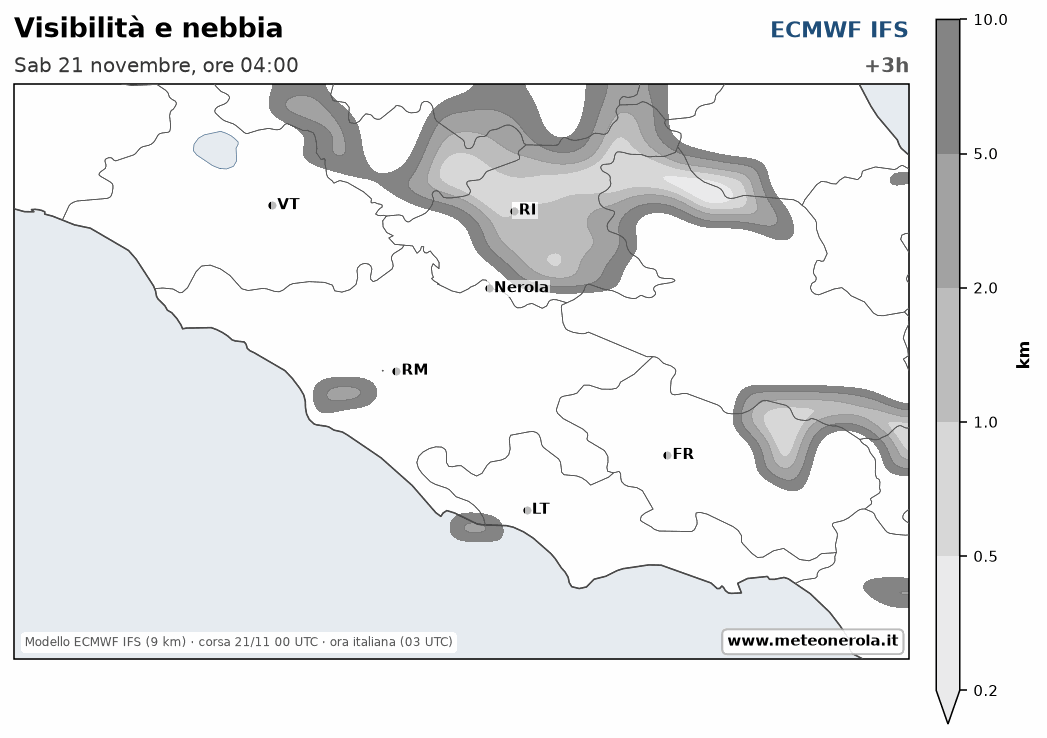 Visibilità e nebbia
ECMWF IFS
Sab 21 novembre, ore 04:00
+3h
10.0
5.0
2.0
1.0
0.5
0.2
km
VT
RI
Nerola
RM
FR
LT
Modello ECMWF IFS (9 km) · corsa 21/11 00 UTC · ora italiana (03 UTC)
www.meteonerola.it